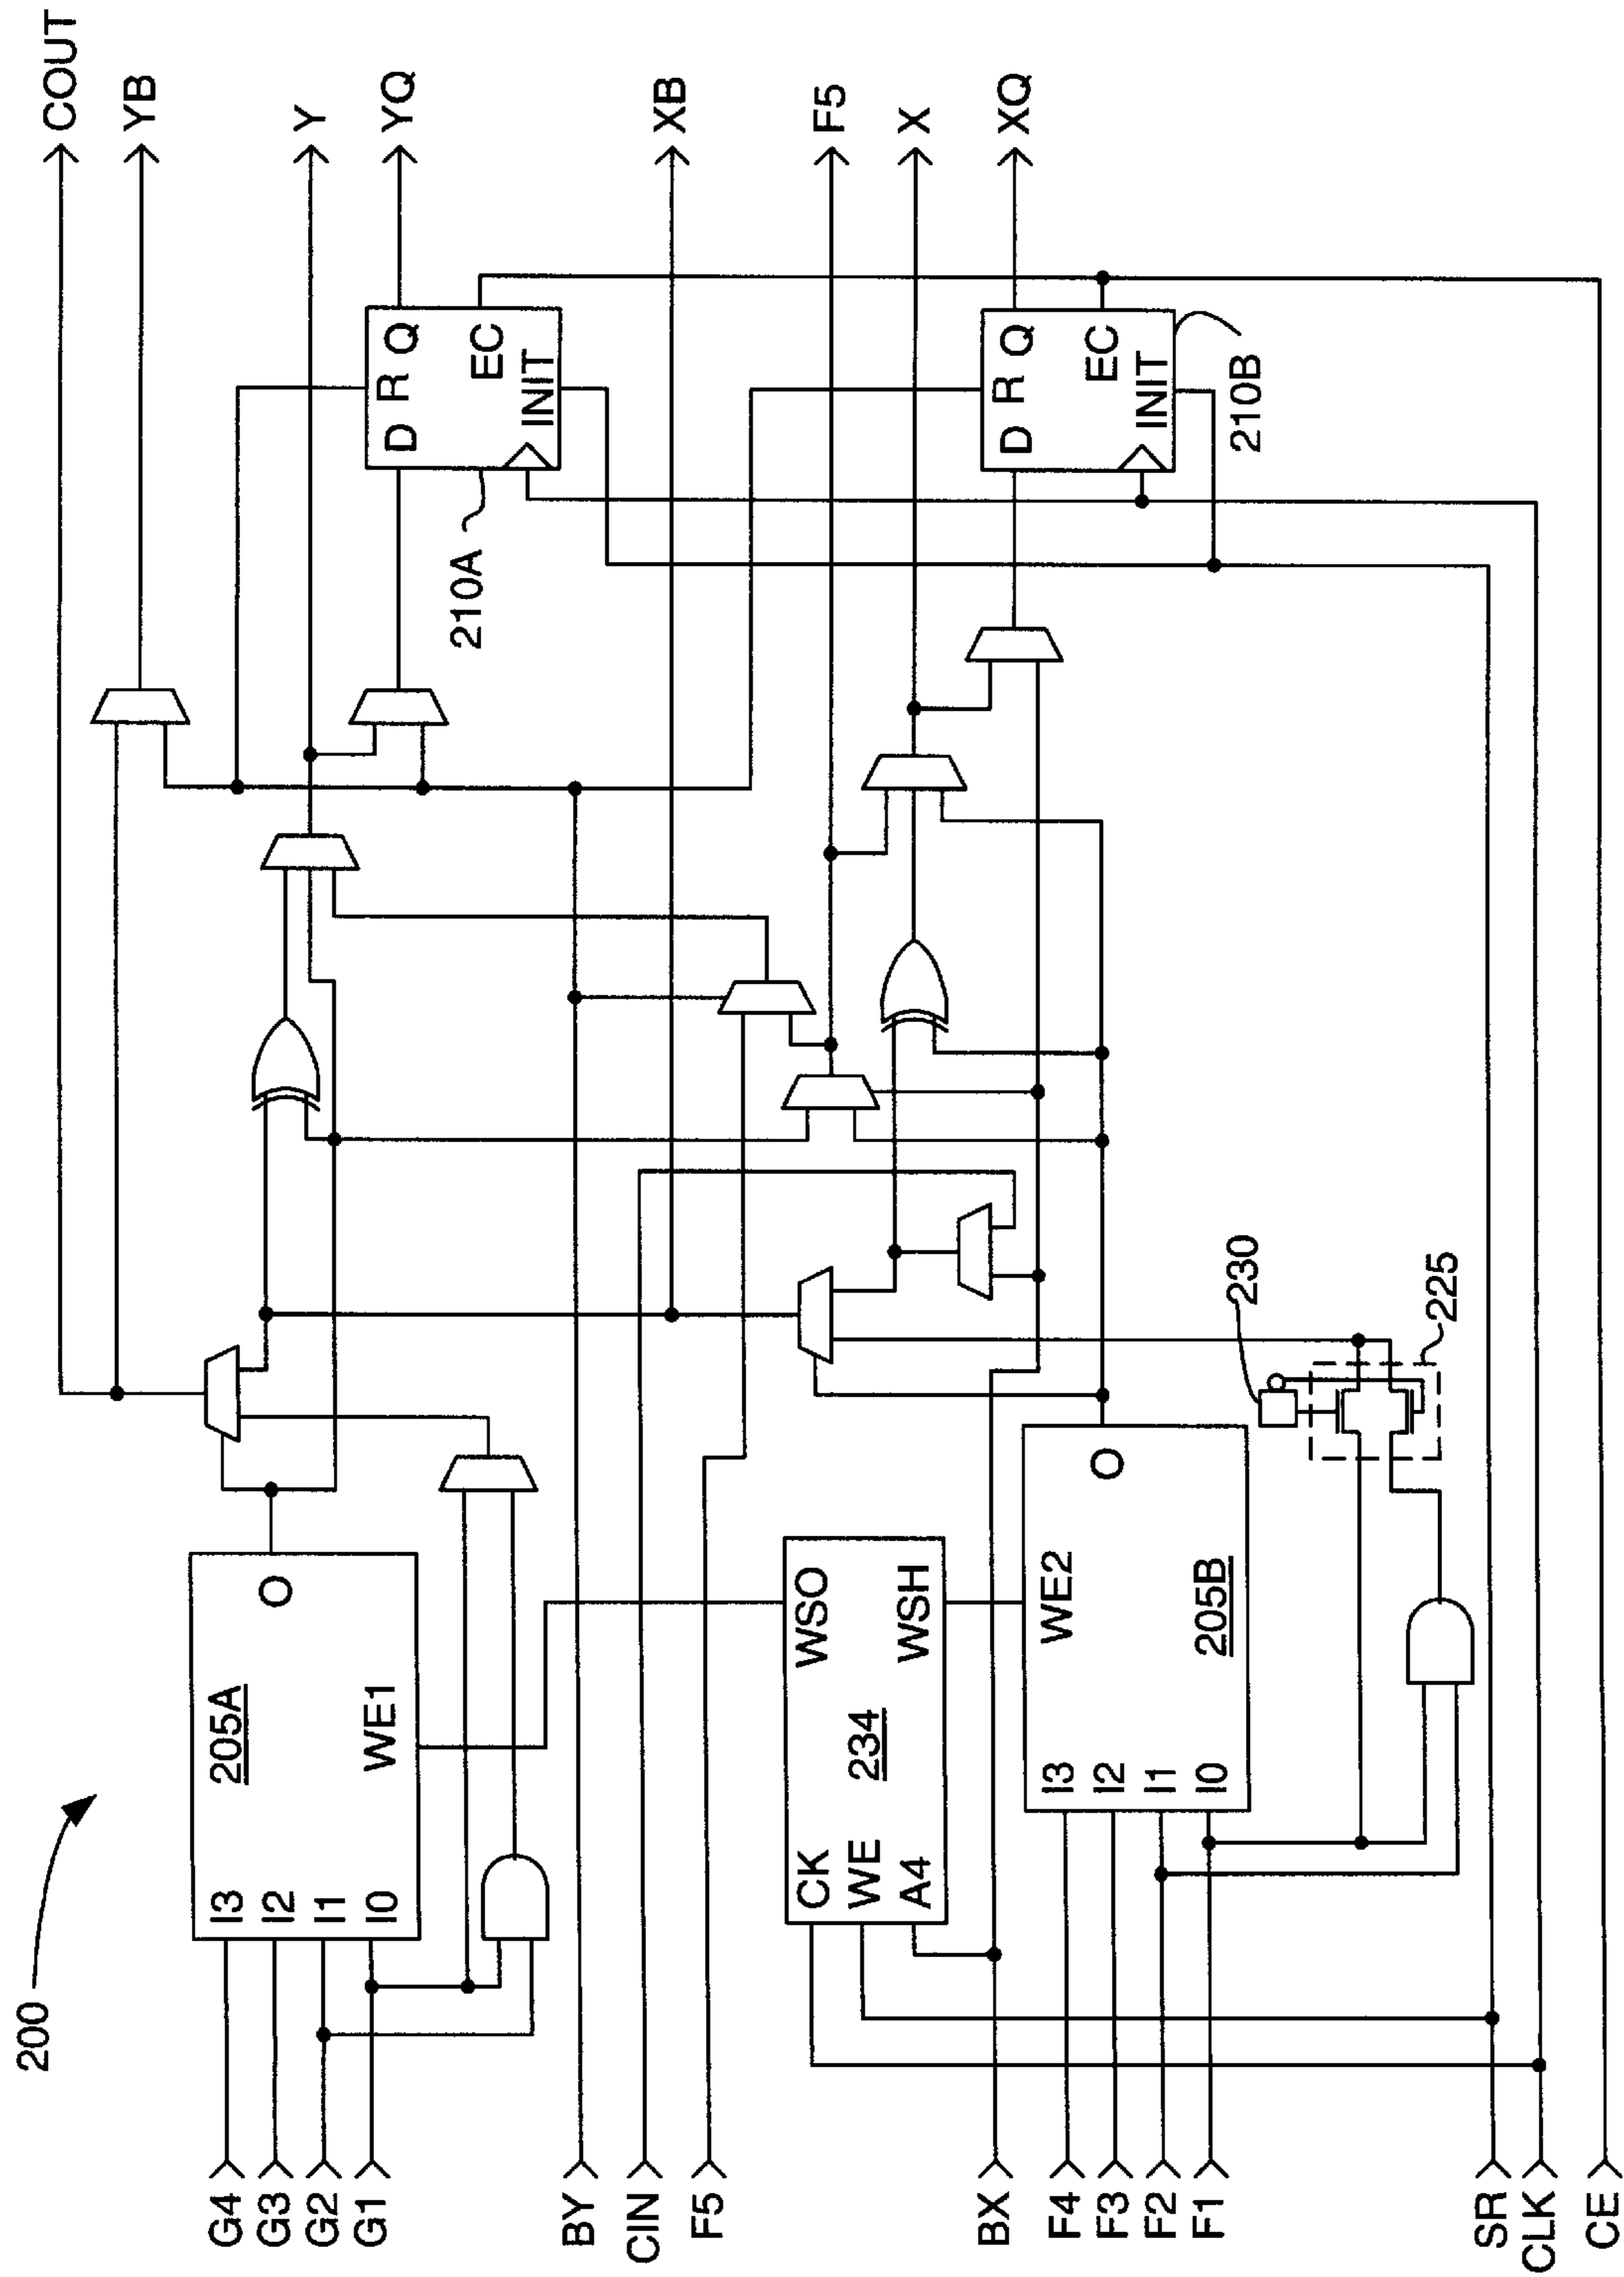 200
G4
G3
G2
G1
BY
CIN
F5
BX
F4
F3
F2
F1
SR
CLK
CE
205A
I3
I2
I1
I0
O
WE1
234
CK
WE
A4
WSO
WSH
205B
I3
I2
I1
I0
WE2
O
230
225
210A
D R Q
EC
INIT
210B
D R Q
EC
INIT
COUT
YB
Y
YQ
XB
F5
X
XQ